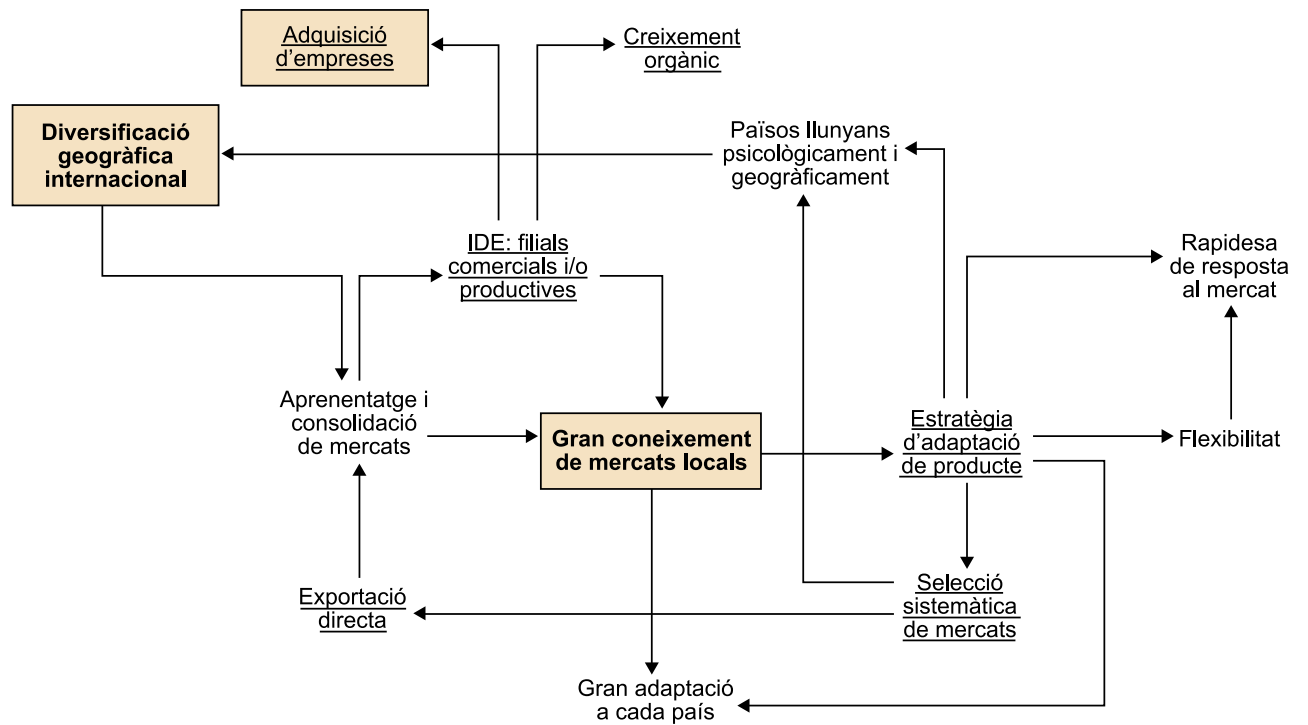 Adquisició
d'empreses
Creixement
orgànic
Diversificació
geogràfica
internacional
Països llunyans
psicològicament i
geogràficament
IDE: filials
comercials i/o
productives
Rapidesa
de resposta
al mercat
Aprenentatge i
consolidació
de mercats
Gran coneixement
de mercats locals
Estratègia
d'adaptació
de producte
Flexibilitat
Exportació
directa
Selecció
sistemàtica
de mercats
Gran adaptació
a cada país